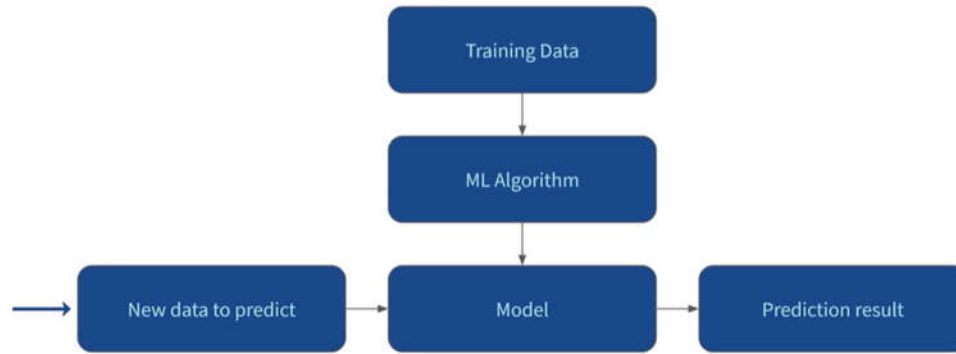 Training Data
ML Algorithm
New data to predict
Model
Prediction result